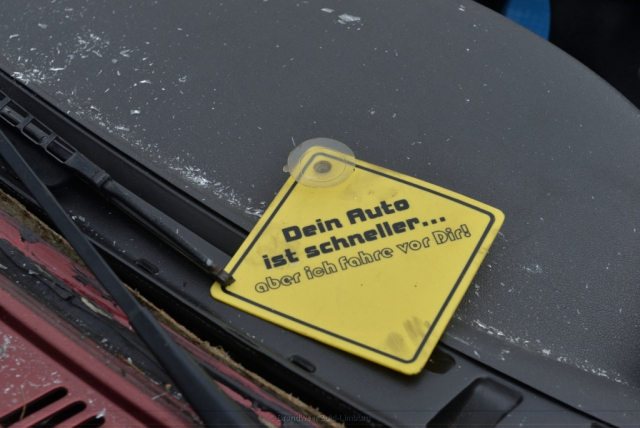 Dein Auto
ist schneller...
aber ich fahre vor Dir!